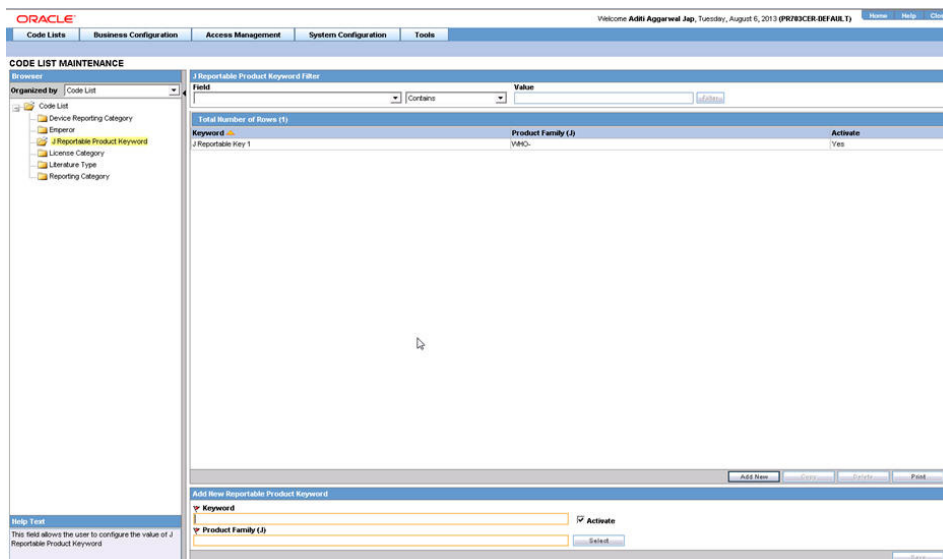 ORACLE
Welcome Aditi Aggarwal Jap, Tuesday, August 6, 2013 (PR703CER-DEFAULT)
Home Help Clo
Code Lists Business Configuration Access Management System Configuration Tools
CODE LIST MAINTENANCE
Browser
Organized by Code List
Code List
Device Reporting Category
Emperor
J Reportable Product Keyword
License Category
Literature Type
Reporting Category
Help Text
This field allows the user to configure the value of J
Reportable Product Keyword
J Reportable Product Keyword Filter
Field Value
Contains Filter
Total Number of Rows (1)
Keyword Product Family (J) Activate
J Reportable Key 1 WHO- Yes
Add New Copy Delete Print
Add New Reportable Product Keyword
Keyword
Activate
Product Family (J)
Select
Save